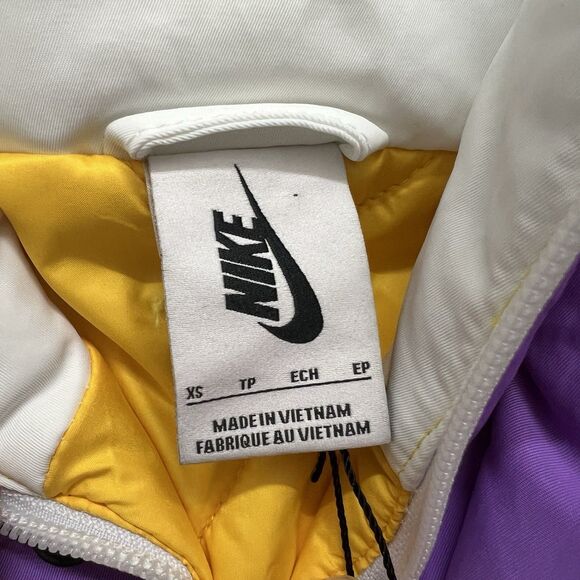 NIKE
XS TP ECH EP
MADE IN VIETNAM
FABRIQUE AU VIETNAM